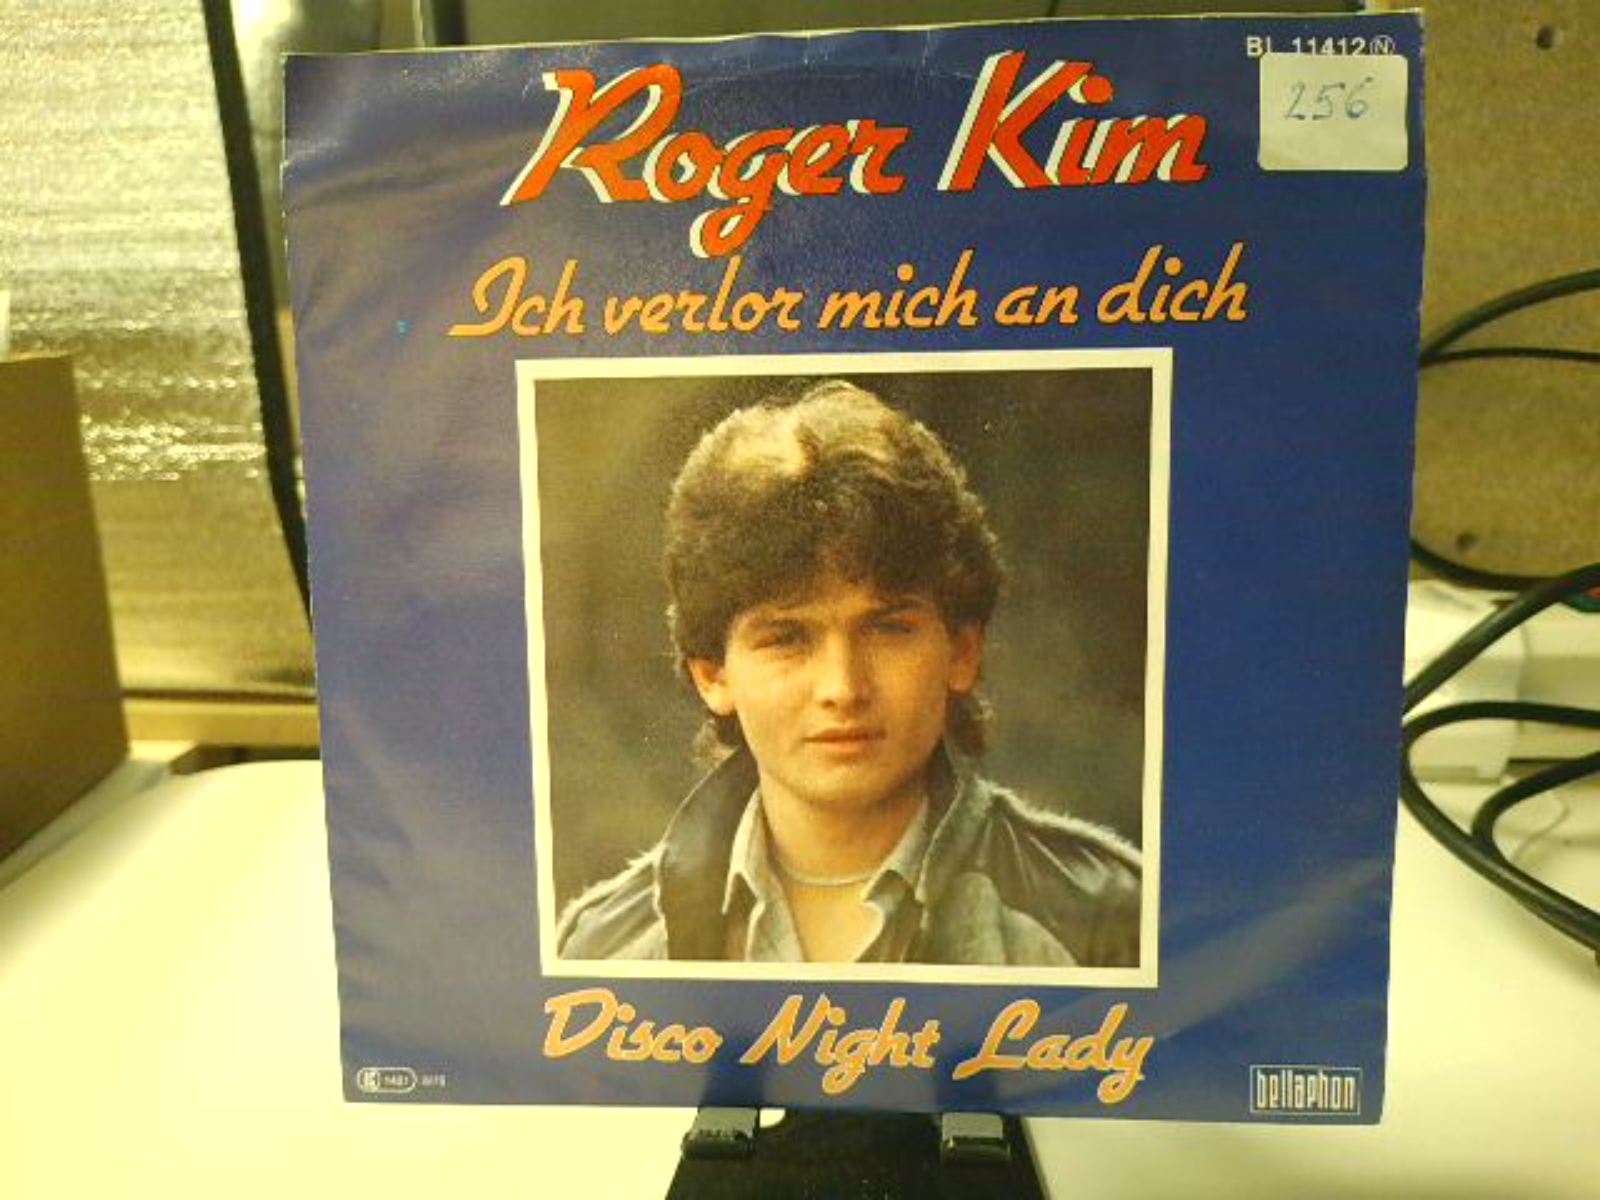 BL 11412 Ⓝ
256
Roger Kim
Ich verlor mich an dich
Disco Night Lady
bellaphon